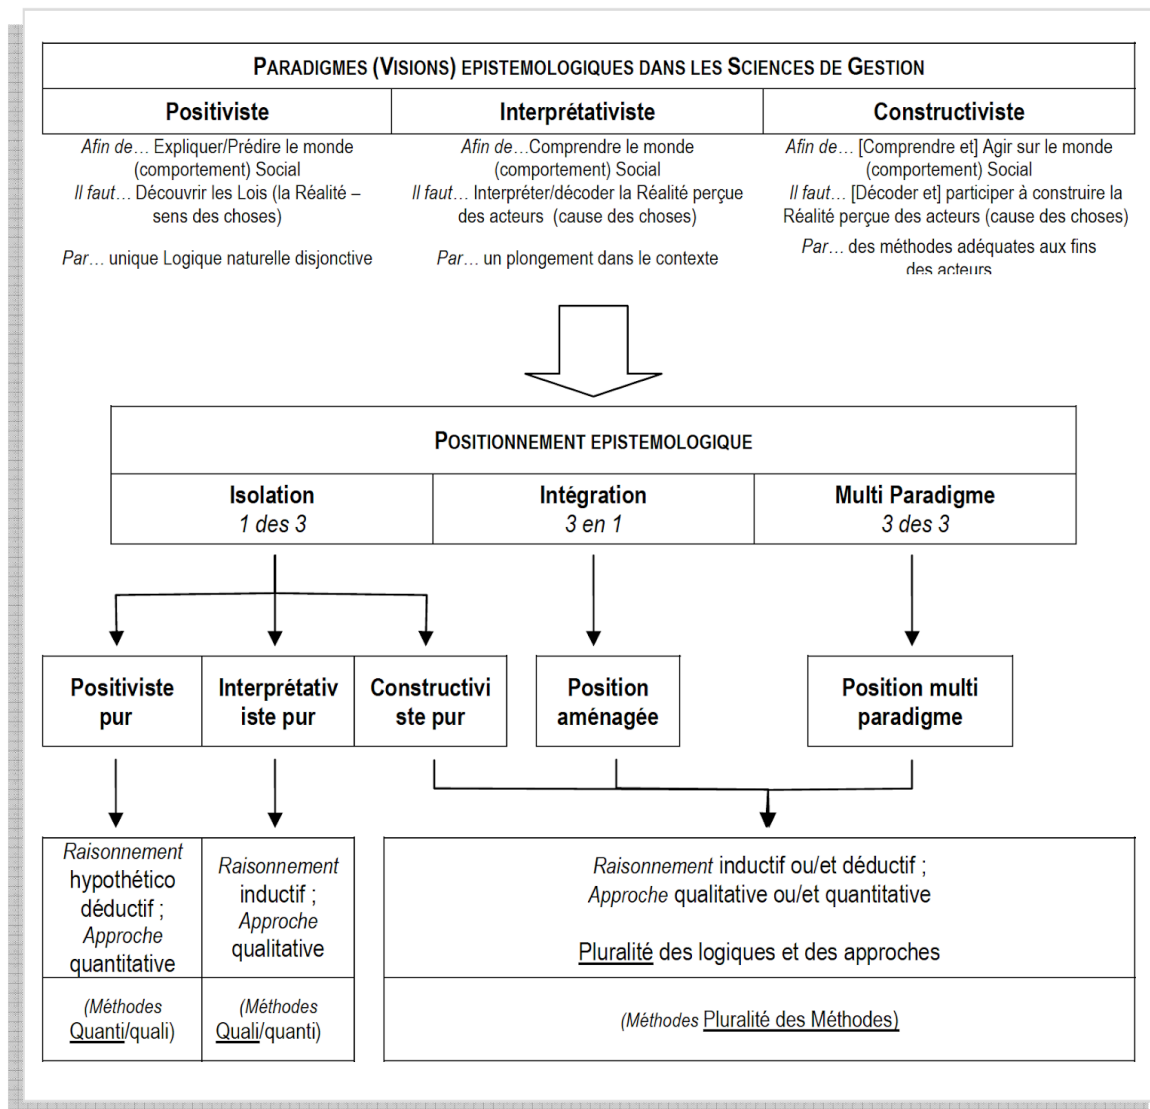 PARADIGMES (VISIONS) EPISTEMOLOGIQUES DANS LES SCIENCES DE GESTION
Positiviste
Afin de… Expliquer/Prédire le monde
(comportement) Social
Il faut… Découvrir les Lois (la Réalité –
sens des choses)
Par… unique Logique naturelle disjonctive
Interprétativiste
Afin de…Comprendre le monde
(comportement) Social
Il faut… Interpréter/décoder la Réalité perçue
des acteurs (cause des choses)
Par… un plongement dans le contexte
Constructiviste
Afin de… [Comprendre et] Agir sur le monde
(comportement) Social
Il faut… [Décoder et] participer à construire la
Réalité perçue des acteurs (cause des choses)
Par… des méthodes adéquates aux fins
des acteurs
POSITIONNEMENT EPISTEMOLOGIQUE
Isolation
1 des 3
Intégration
3 en 1
Multi Paradigme
3 des 3
Positiviste
pur
Interprétativ
iste pur
Constructivi
ste pur
Position
aménagée
Position multi
paradigme
Raisonnement
hypothético
déductif ;
Approche
quantitative
Raisonnement
inductif ;
Approche
qualitative
Raisonnement inductif ou/et déductif ;
Approche qualitative ou/et quantitative
Pluralité des logiques et des approches
(Méthodes
Quanti/quali)
(Méthodes
Quali/quanti)
(Méthodes Pluralité des Méthodes)